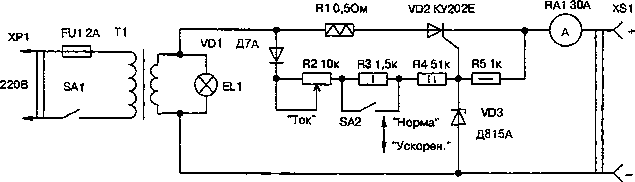 R1 0,5Ом VD2 КУ202Е RA1 30A XS1
XP1 FU1 2A T1 VD1 Д7А A +
R2 10к R3 1,5к R4 51к R5 1к
220В SA1 EL1
"Ток" SA2 "Норма" VD3
"Ускорен." Д815А
–